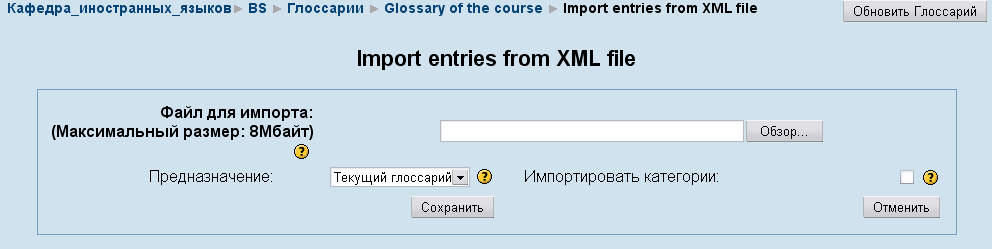 Кафедра_иностранных_языков ► BS ► Глоссарии ► Glossary of the course ► Import entries from XML file Обновить Глоссарий
Import entries from XML file
Файл для импорта:
(Максимальный размер: 8Мбайт) Обзор...
?
Предназначение: Текущий глоссарий ? Импортировать категории: ?
Сохранить Отменить